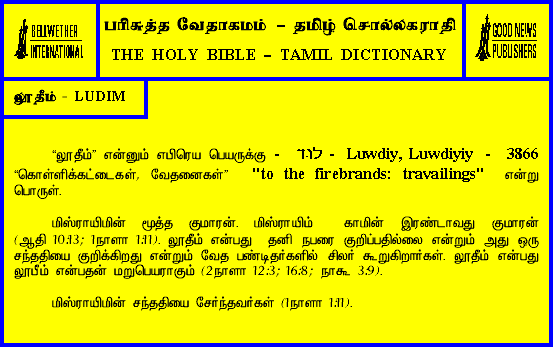 BELLWETHER
INTERNATIONAL
பரிசுத்த வேதாகமம் – தமிழ் சொல்லகராதி
THE HOLY BIBLE – TAMIL DICTIONARY
GOOD NEWS
PUBLISHERS
லூதீம் - LUDIM
“லூதீம்” என்னும் எபிரெய பெயருக்கு - לוּדי - Luwdiy, Luwdiyiy - 3866
“கொள்ளிக்கட்டைகள், வேதனைகள்” "to the firebrands: travailings" என்று
பொருள்.
மிஸ்ராயிமின் மூத்த குமாரன். மிஸ்ராயிம் காமின் இரண்டாவது குமாரன்
(ஆதி 10:13; 1நாளா 1:11). லூதீம் என்பது தனி நபரை குறிப்பதில்லை என்றும் அது ஒரு
சந்ததியை குறிக்கிறது என்றும் வேத பண்டிதர்களில் சிலர் கூறுகிறார்கள். லூதீம் என்பது
லூபீம் என்பதன் மறுபெயராகும் (2நாளா 12:3; 16:8; நாகூ 3:9).
மிஸ்ராயிமின் சந்ததியை சேர்ந்தவர்கள் (1நாளா 1:11).